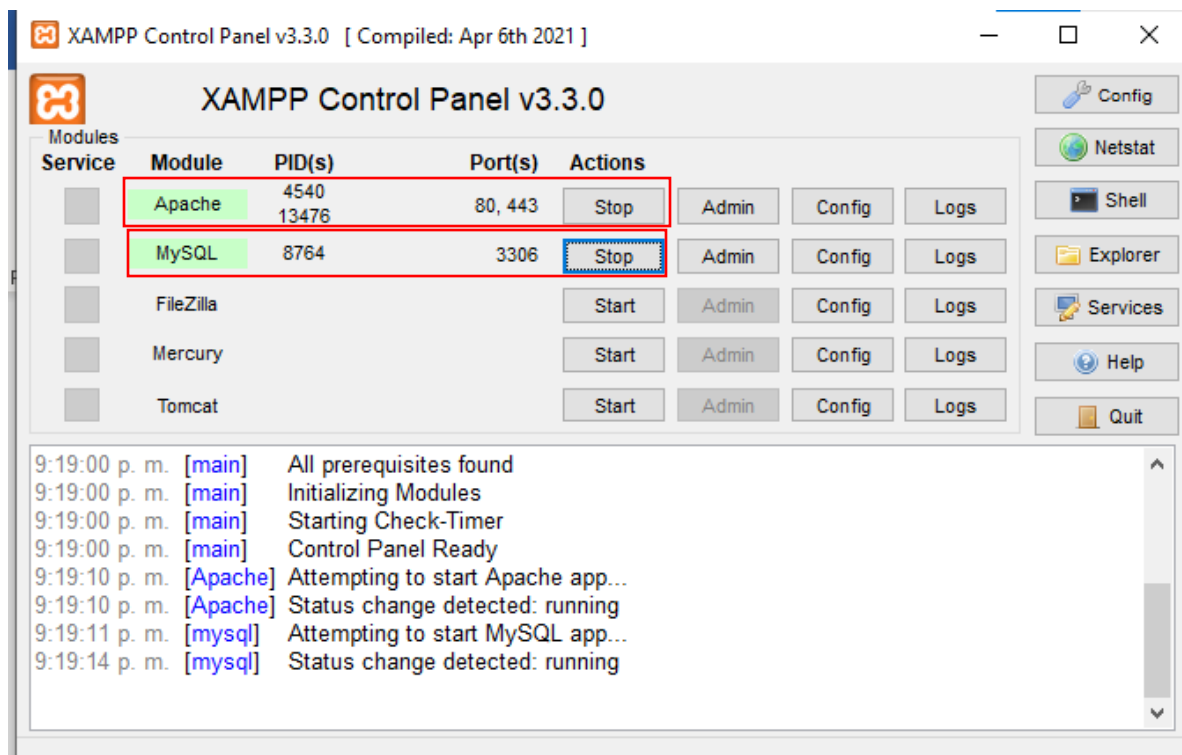 XAMPP Control Panel v3.3.0 [ Compiled: Apr 6th 2021 ]
XAMPP Control Panel v3.3.0
Config
Modules
Service Module PID(s) Port(s) Actions
Netstat
Apache 4540 13476 80, 443 Stop Admin Config Logs
Shell
MySQL 8764 3306 Stop Admin Config Logs
Explorer
FileZilla Start Admin Config Logs
Services
Mercury Start Admin Config Logs
Help
Tomcat Start Admin Config Logs
Quit
9:19:00 p. m. [main] All prerequisites found
9:19:00 p. m. [main] Initializing Modules
9:19:00 p. m. [main] Starting Check-Timer
9:19:00 p. m. [main] Control Panel Ready
9:19:10 p. m. [Apache] Attempting to start Apache app...
9:19:10 p. m. [Apache] Status change detected: running
9:19:11 p. m. [mysql] Attempting to start MySQL app...
9:19:14 p. m. [mysql] Status change detected: running